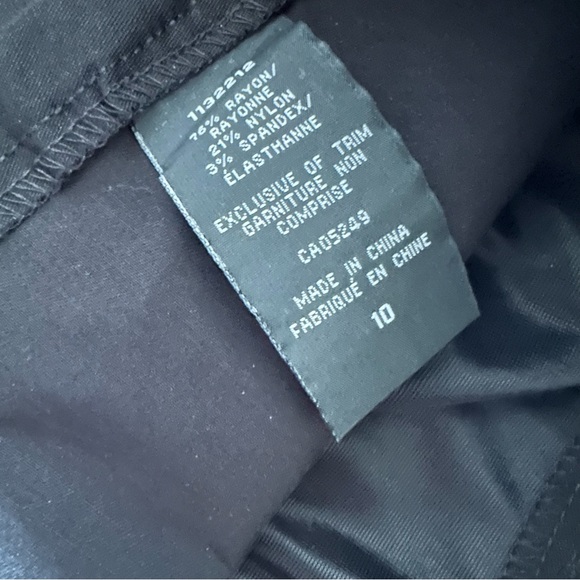 1132212
76% RAYON/
RAYONNE
21% NYLON
3% SPANDEX/
ÉLASTHANNE
EXCLUSIVE OF TRIM
GARNITURE NON
COMPRISE
CA05249
MADE IN CHINA
FABRIQUÉ EN CHINE
10